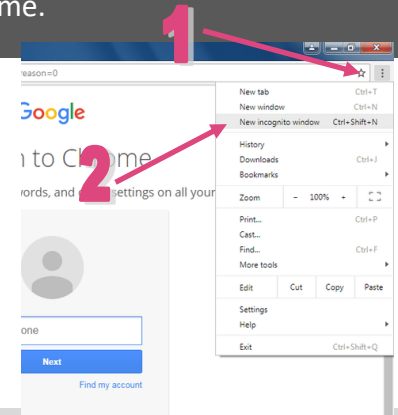 me.
1
reason=0
Google
2
New tab Ctrl+T
New window Ctrl+N
New incognito window Ctrl+Shift+N
History
Downloads Ctrl+J
Bookmarks
Zoom - 100% +
Print... Ctrl+P
Cast...
Find... Ctrl+F
More tools
Edit Cut Copy Paste
Settings
Help
Exit Ctrl+Shift+Q
to Ch ome
words, and settings on all your
one
Next
Find my account